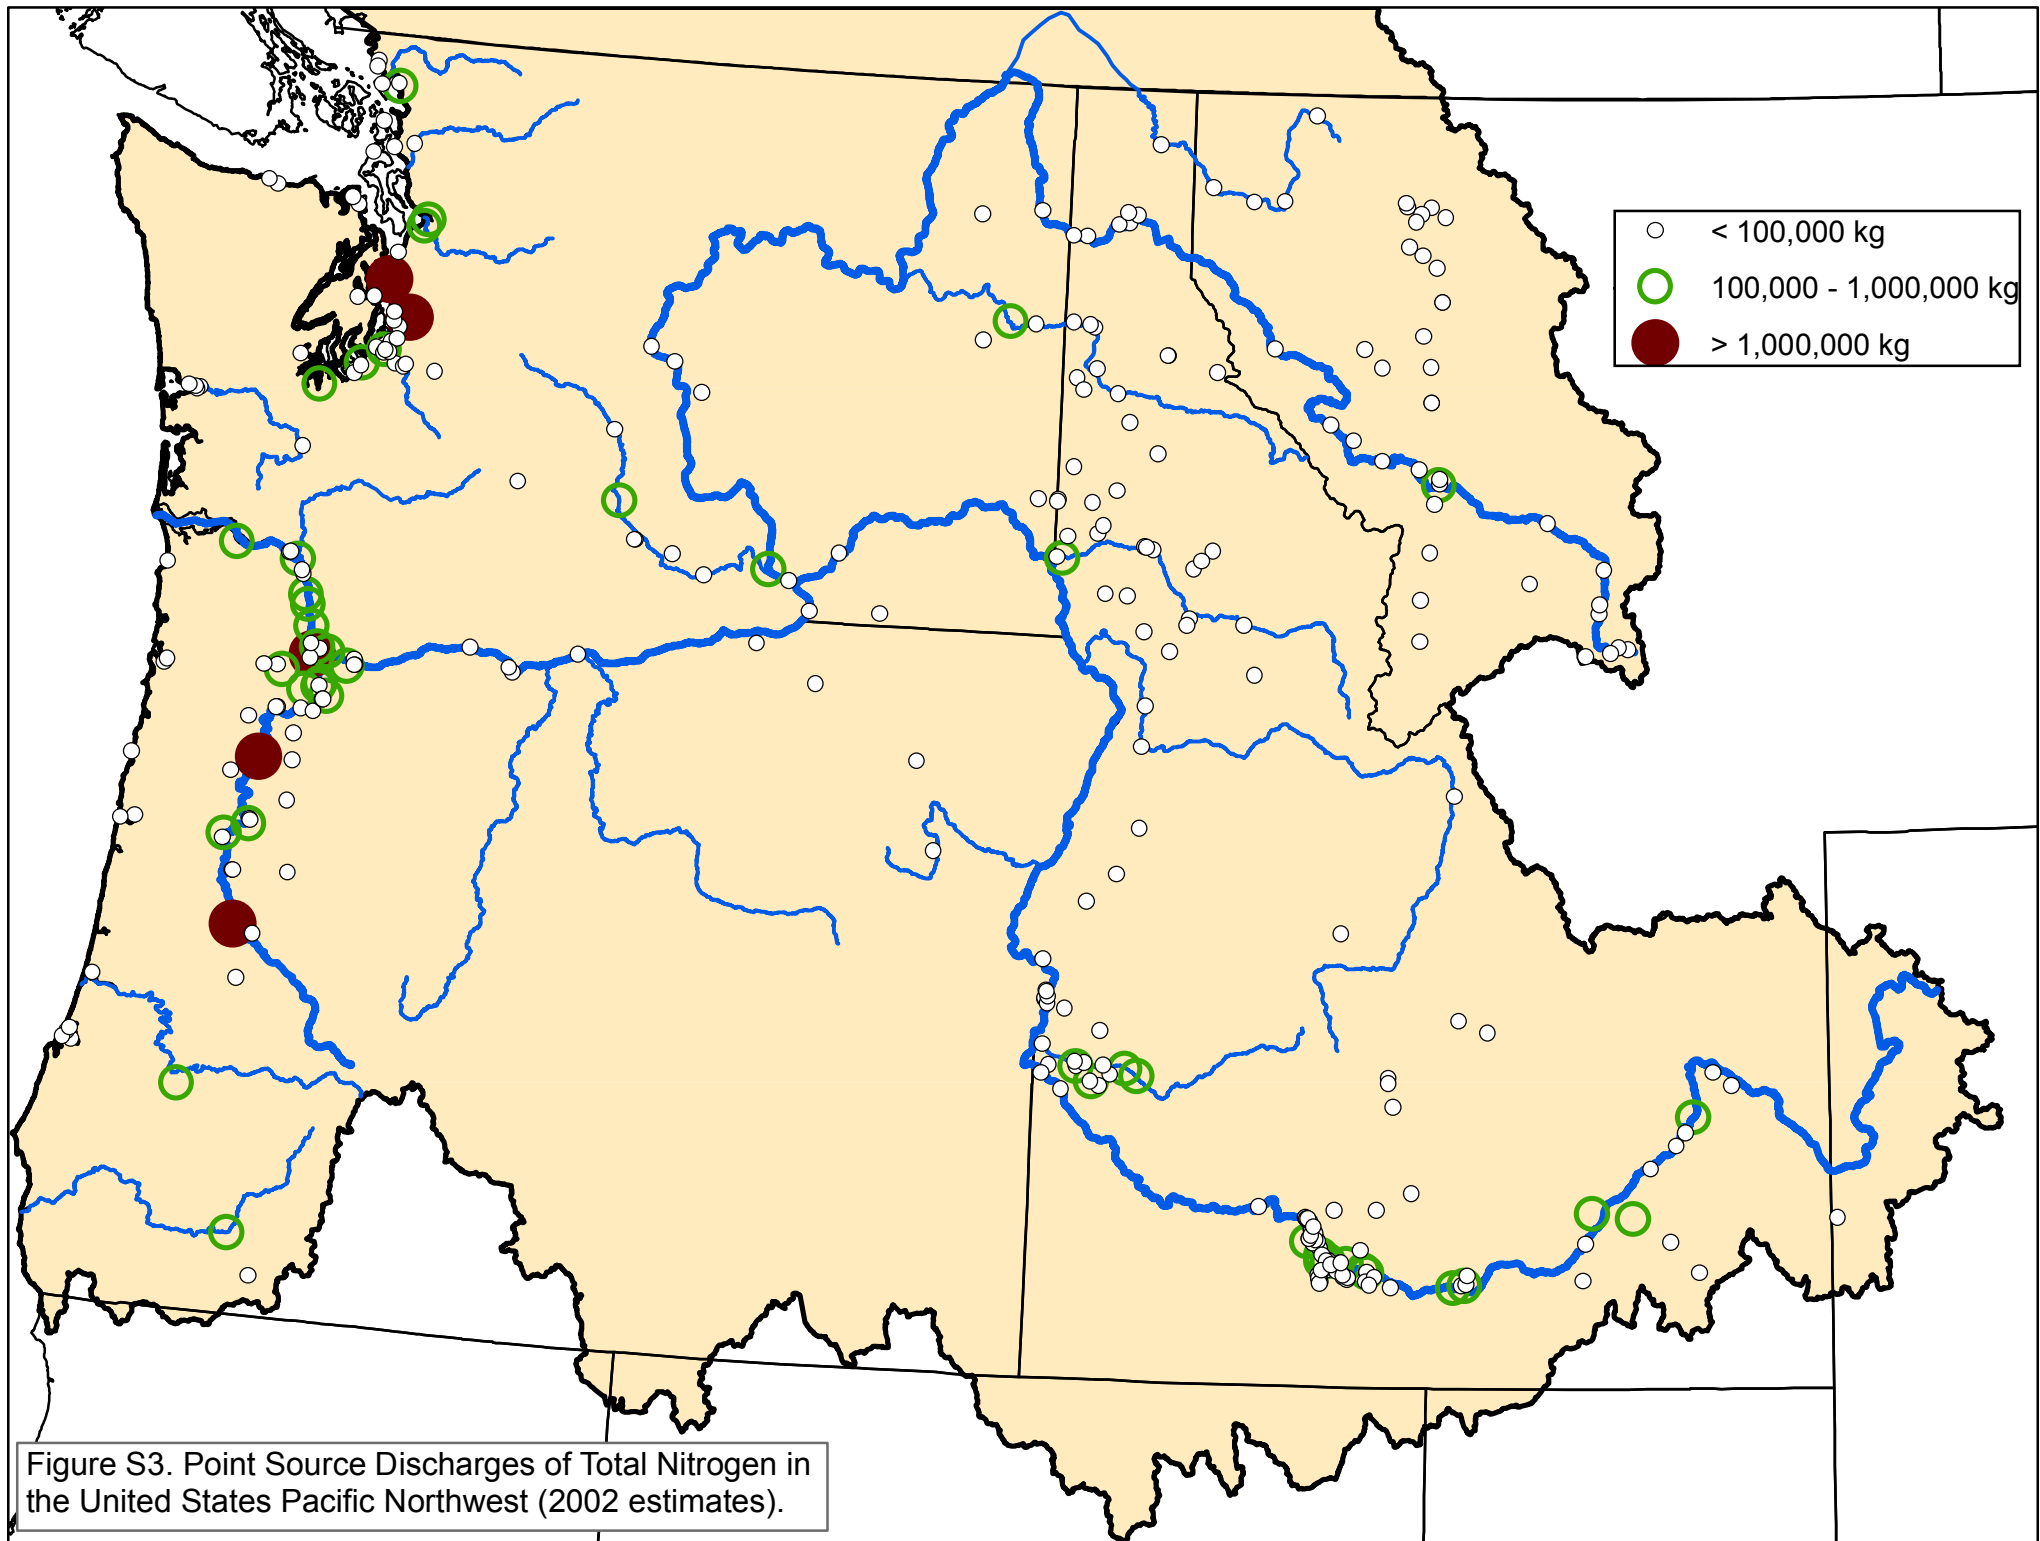 < 100,000 kg
100,000 - 1,000,000 kg
> 1,000,000 kg
Figure S3. Point Source Discharges of Total Nitrogen in
the United States Pacific Northwest (2002 estimates).